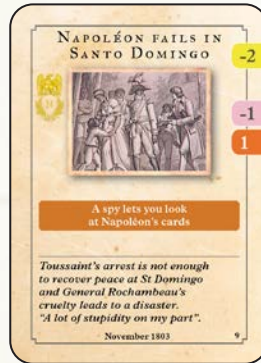 NAPOLÉON FAILS IN
SANTO DOMINGO
-2
-1
1
A spy lets you look
at Napoléon's cards
Toussaint's arrest is not enough
to recover peace at St Domingo
and General Rochambeau's
cruelty leads to a disaster.
"A lot of stupidity on my part".
November 1803
9